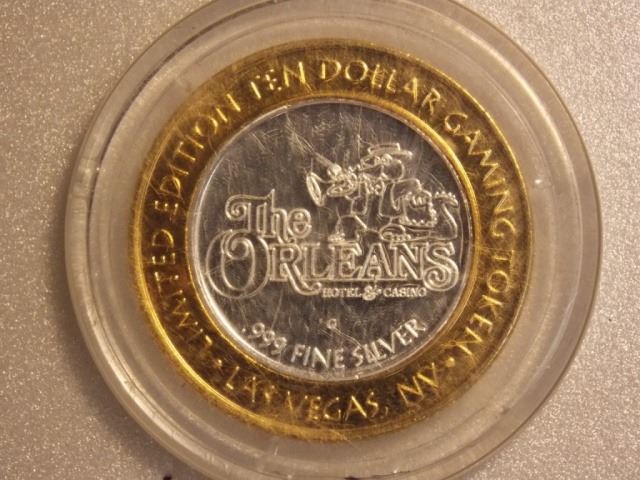 LIMITED EDITION TEN DOLLAR GAMING TOKEN
The
ORLEANS
HOTEL & CASINO
.999 FINE SILVER
• LAS VEGAS, NV •